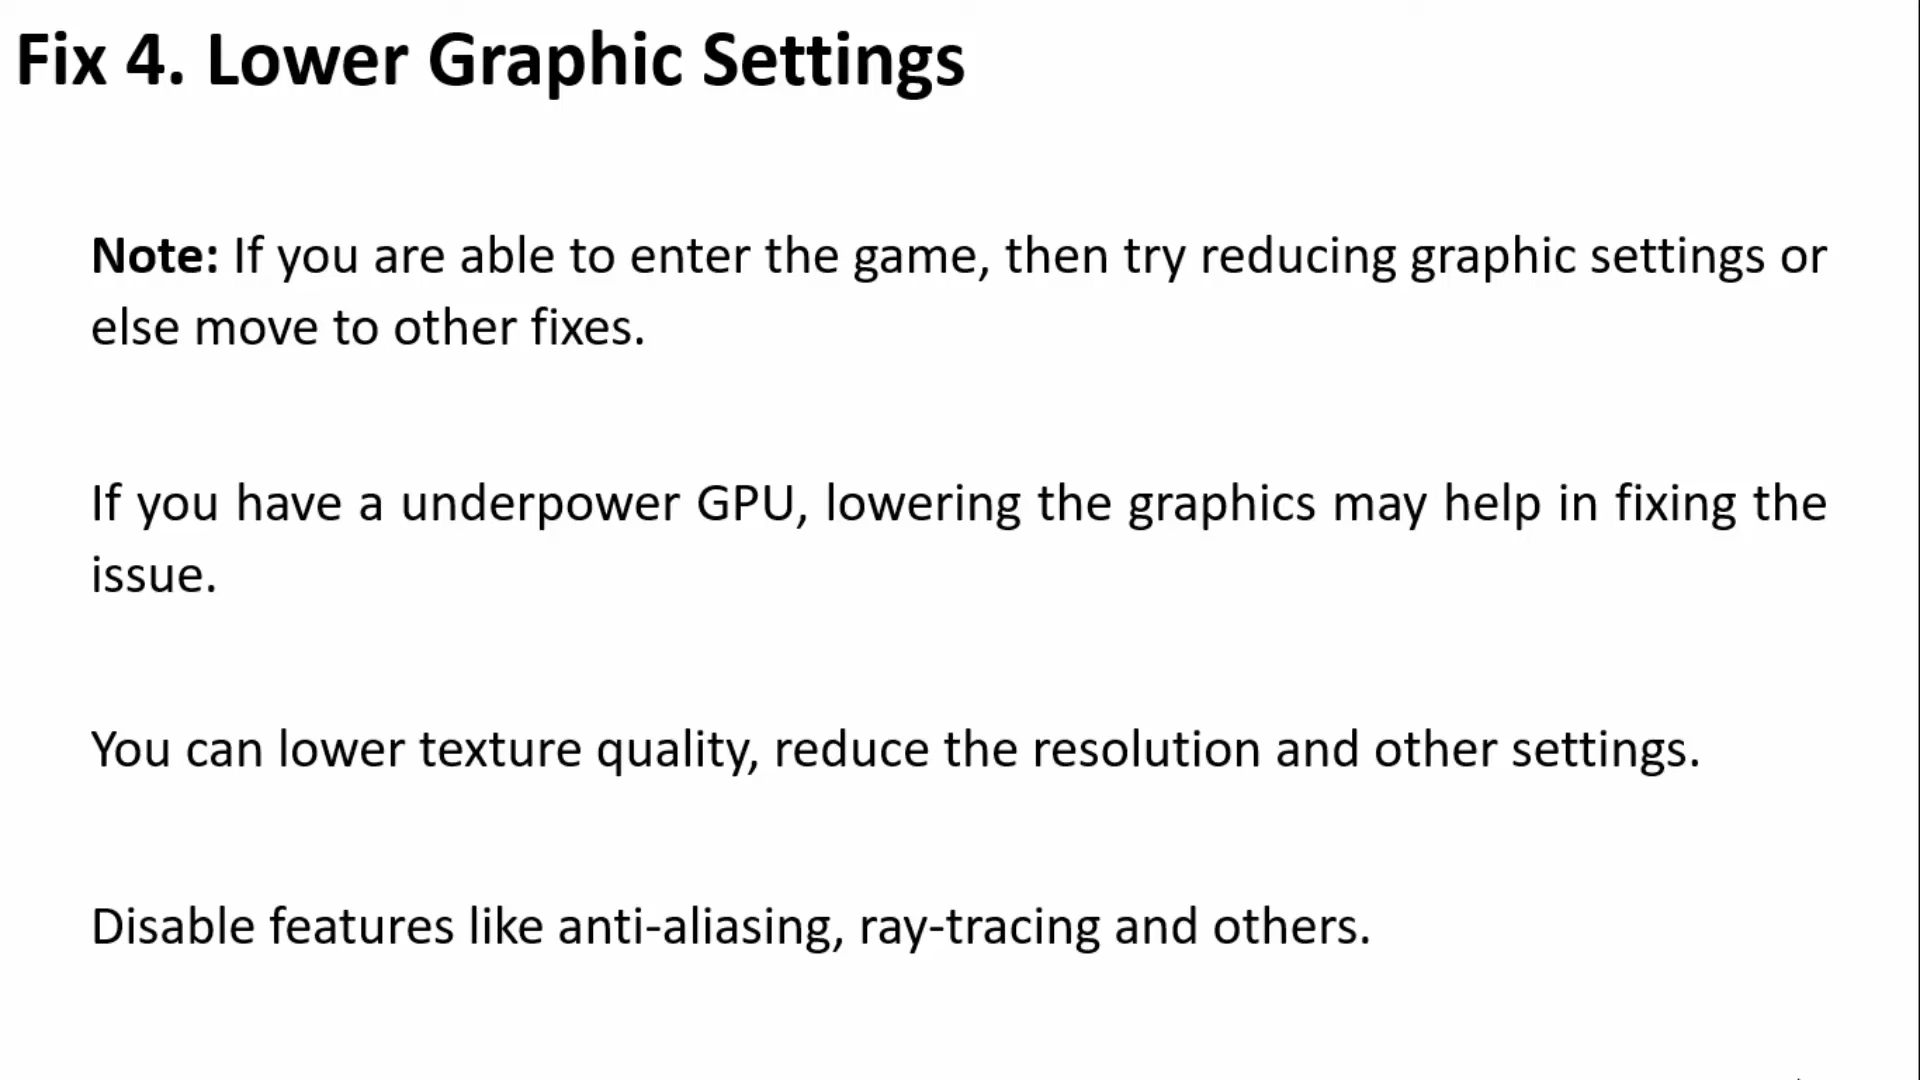 Fix 4. Lower Graphic Settings
Note: If you are able to enter the game, then try reducing graphic settings or
else move to other fixes.
If you have a underpower GPU, lowering the graphics may help in fixing the
issue.
You can lower texture quality, reduce the resolution and other settings.
Disable features like anti-aliasing, ray-tracing and others.